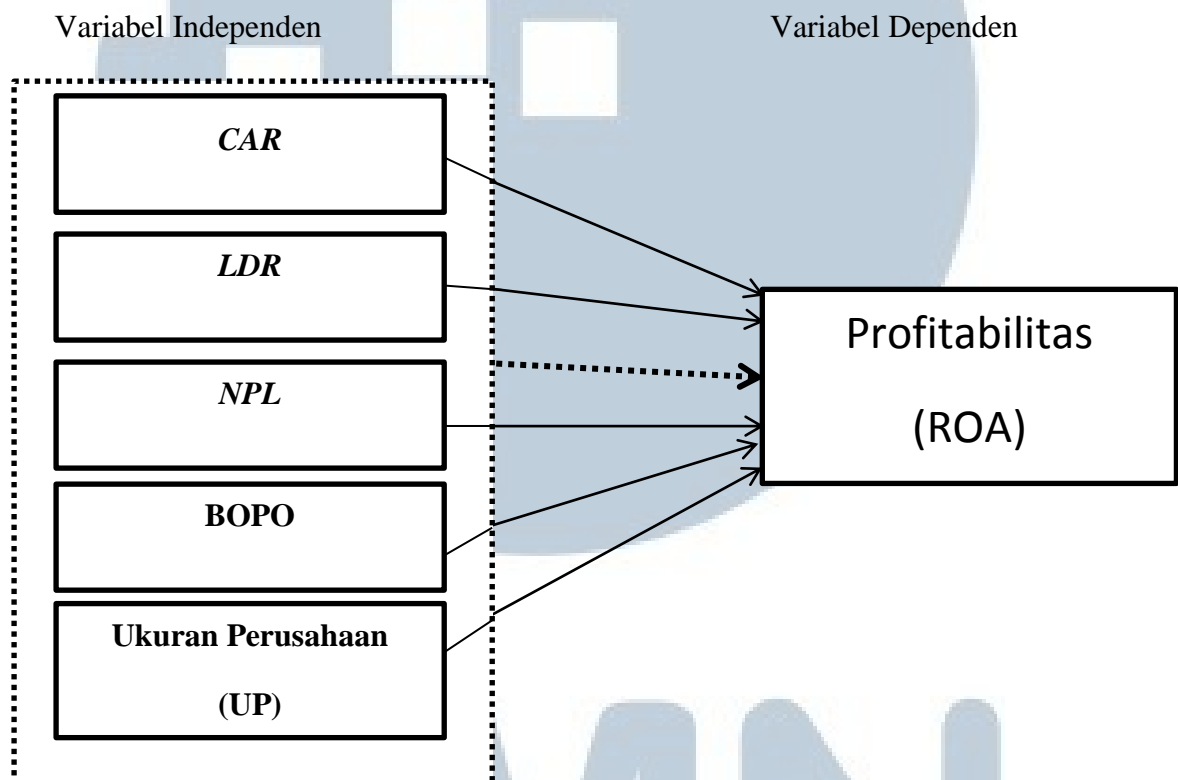 Variabel Independen
Variabel Dependen
CAR
LDR
NPL
BOPO
Ukuran Perusahaan
(UP)
Profitabilitas
(ROA)